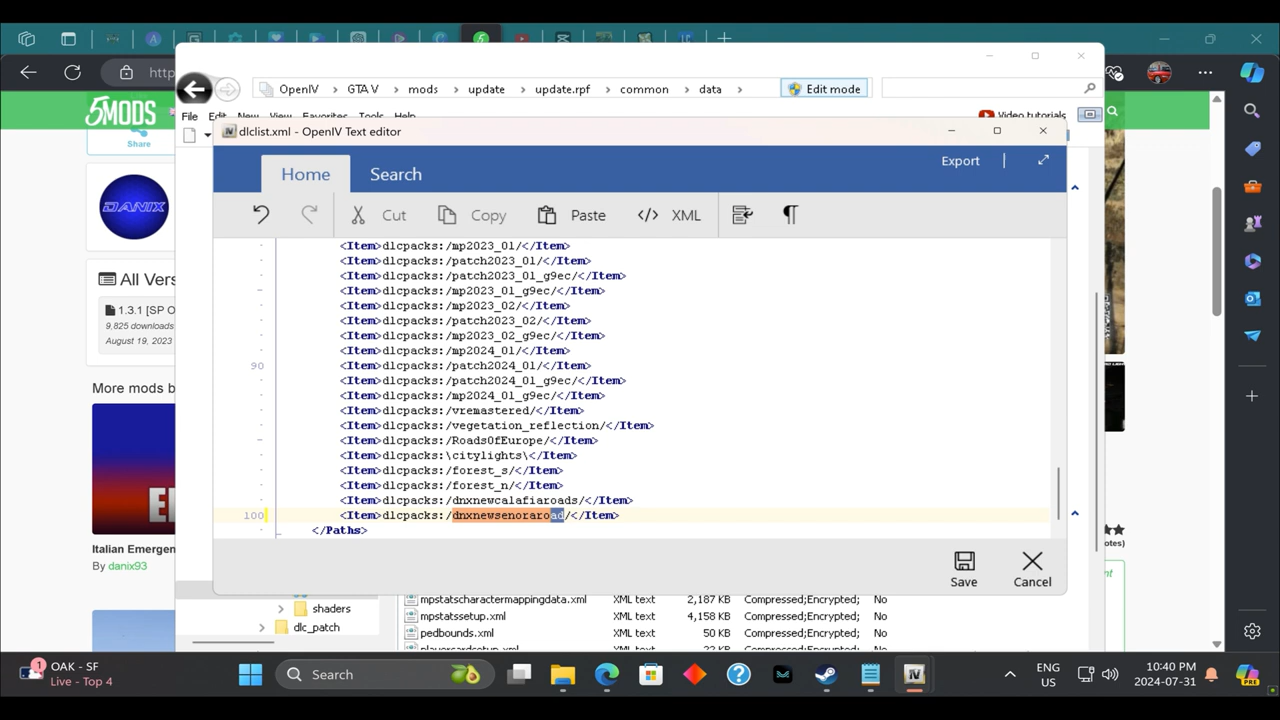 http
5MODS
Share
All Vers
1.3.1 [SP O
9,825 downloads
August 19, 2023
More mods b
Italian Emergen
By danix93
DANIX
OpenIV > GTA V > mods > update > update.rpf > common > data >
Edit mode
File Edit New View Favorites Tools Help
Video tutorials
dlclist.xml - OpenIV Text editor
Home
Search
Export
Cut
Copy
Paste
XML
<Item>dlcpacks:/mp2023_01/</Item>
<Item>dlcpacks:/patch2023_01/</Item>
<Item>dlcpacks:/patch2023_01_g9ec/</Item>
<Item>dlcpacks:/mp2023_01_g9ec/</Item>
<Item>dlcpacks:/mp2023_02/</Item>
<Item>dlcpacks:/patch2023_02/</Item>
<Item>dlcpacks:/mp2023_02_g9ec/</Item>
<Item>dlcpacks:/mp2024_01/</Item>
90 <Item>dlcpacks:/patch2024_01/</Item>
<Item>dlcpacks:/patch2024_01_g9ec/</Item>
<Item>dlcpacks:/mp2024_01_g9ec/</Item>
<Item>dlcpacks:/vremastered/</Item>
<Item>dlcpacks:/vegetation_reflection/</Item>
<Item>dlcpacks:/RoadsOfEurope/</Item>
<Item>dlcpacks:\citylights\</Item>
<Item>dlcpacks:/forest_s/</Item>
<Item>dlcpacks:/forest_n/</Item>
<Item>dlcpacks:/dnxnewcalafiaroads/</Item>
100 <Item>dlcpacks:/dnxnewsenoraroad/</Item>
</Paths>
Save
Cancel
otes)
shaders
dlc_patch
mpstatscharactermappingdata.xml XML text 2,187 KB Compressed;Encrypted; No
mpstatssetup.xml XML text 4,158 KB Compressed;Encrypted; No
pedbounds.xml XML text 50 KB Compressed;Encrypted; No
1
OAK - SF
Live - Top 4
Search
ENG
US
10:40 PM
2024-07-31